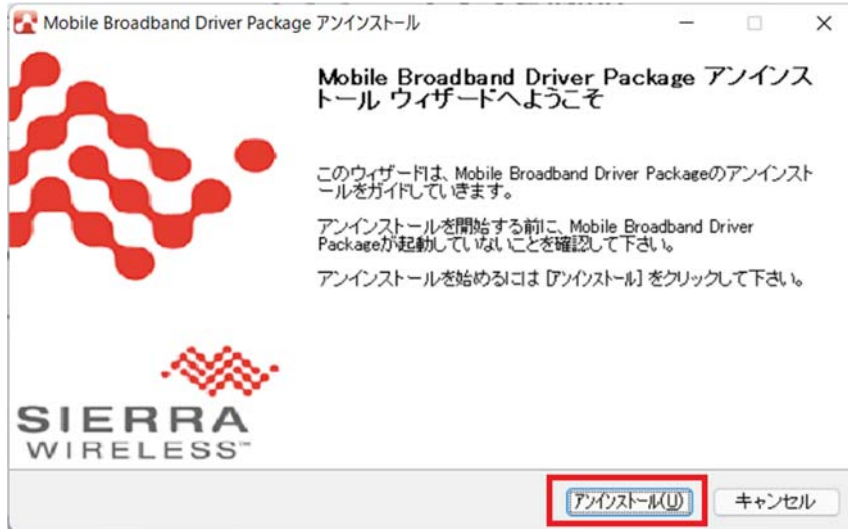 Mobile Broadband Driver Package アンインストール
Mobile Broadband Driver Package アンインス
トール ウィザードへようこそ
このウィザードは、Mobile Broadband Driver Packageのアンインスト
ールをガイドしていきます。
アンインストールを開始する前に、Mobile Broadband Driver
Packageが起動していないことを確認して下さい。
アンインストールを始めるには [アンインストール] をクリックして下さい。
SIERRA
WIRELESS™
アンインストール(U)
キャンセル